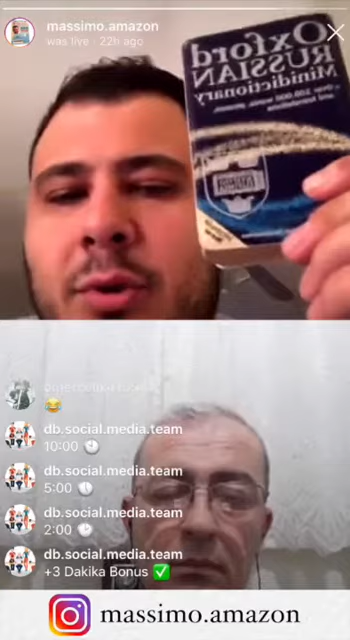 massimo.amazon
was live · 22h ago
Oxford
RUSSIAN
Minidictionary
😂
db.social.media.team
10:00 🕙
db.social.media.team
5:00 🕔
db.social.media.team
2:00 🕑
db.social.media.team
+3 Dakika Bonus ✅
massimo.amazon